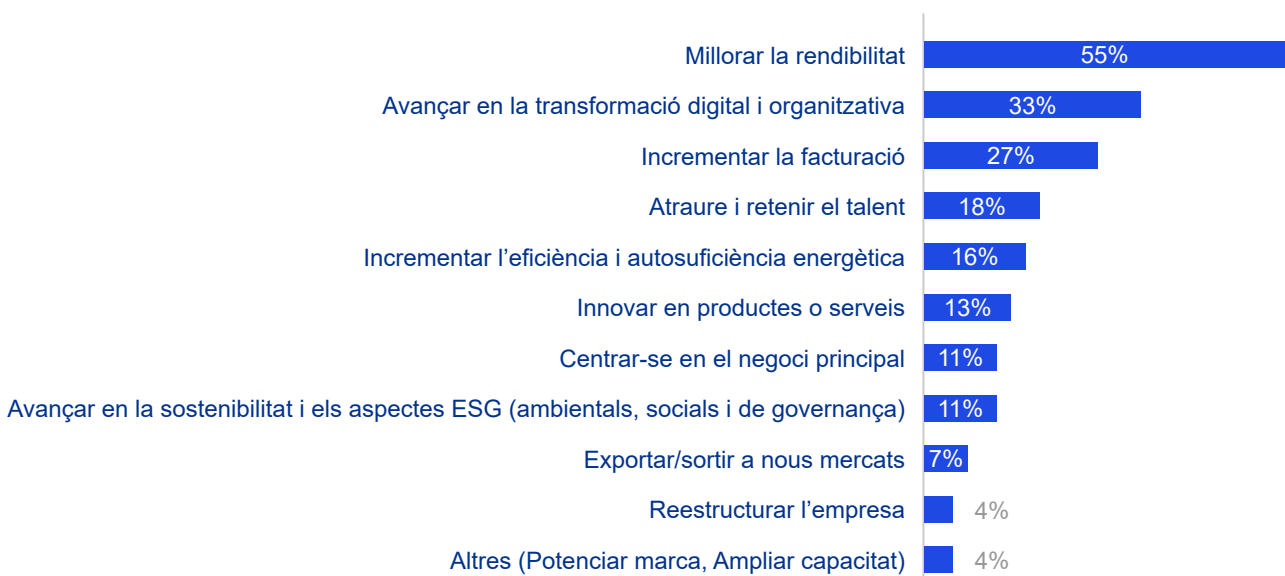 Millorar la rendibilitat 55%
Avançar en la transformació digital i organitzativa 33%
Incrementar la facturació 27%
Atraure i retenir el talent 18%
Incrementar l’eficiència i autosuficiència energètica 16%
Innovar en productes o serveis 13%
Centrar-se en el negoci principal 11%
Avançar en la sostenibilitat i els aspectes ESG (ambientals, socials i de governança) 11%
Exportar/sortir a nous mercats 7%
Reestructurar l’empresa 4%
Altres (Potenciar marca, Ampliar capacitat) 4%